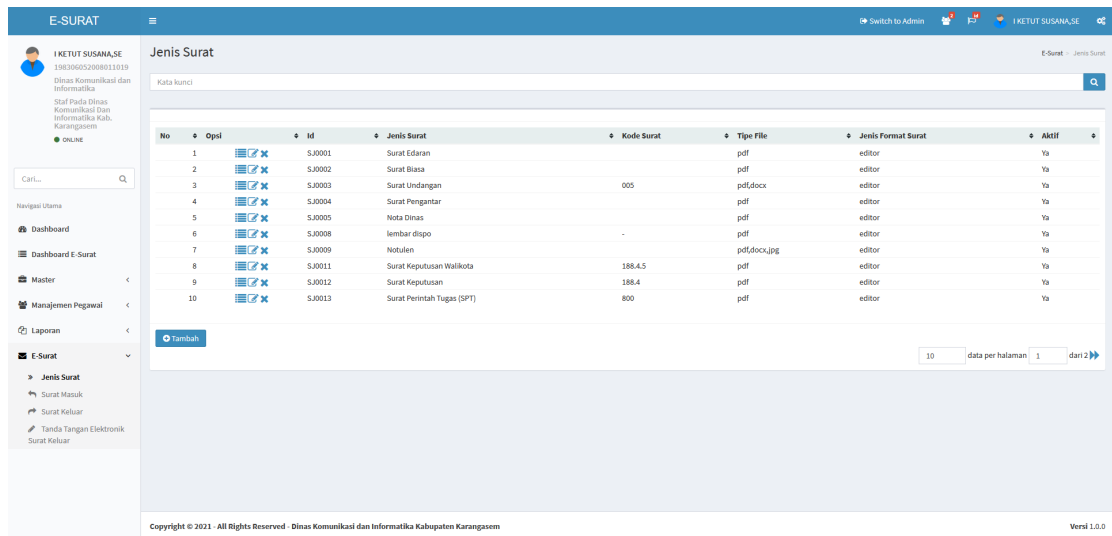 E-SURAT
Switch to Admin
I KETUT SUSANA,SE
I KETUT SUSANA,SE
198306052008011019
Dinas Komunikasi dan
Informatika
Staf Pada Dinas
Komunikasi Dan
Informatika Kab.
Karangasem
ONLINE
Cari...
Navigasi Utama
Dashboard
Dashboard E-Surat
Master
Manajemen Pegawai
Laporan
E-Surat
Jenis Surat
Surat Masuk
Surat Keluar
Tanda Tangan Elektronik
Surat Keluar
Jenis Surat
E-Surat > Jenis Surat
Kata kunci
No Opsi Id Jenis Surat Kode Surat Tipe File Jenis Format Surat Aktif
1 SJ0001 Surat Edaran pdf editor Ya
2 SJ0002 Surat Biasa pdf editor Ya
3 SJ0003 Surat Undangan 005 pdf,docx editor Ya
4 SJ0004 Surat Pengantar pdf editor Ya
5 SJ0005 Nota Dinas pdf editor Ya
6 SJ0008 lembar dispo - pdf editor Ya
7 SJ0009 Notulen pdf,docx,jpg editor Ya
8 SJ0011 Surat Keputusan Walikota 188.4.5 pdf editor Ya
9 SJ0012 Surat Keputusan 188.4 pdf editor Ya
10 SJ0013 Surat Perintah Tugas (SPT) 800 pdf editor Ya
Tambah
10 data per halaman 1 dari 2
Copyright © 2021 - All Rights Reserved - Dinas Komunikasi dan Informatika Kabupaten Karangasem
Versi 1.0.0